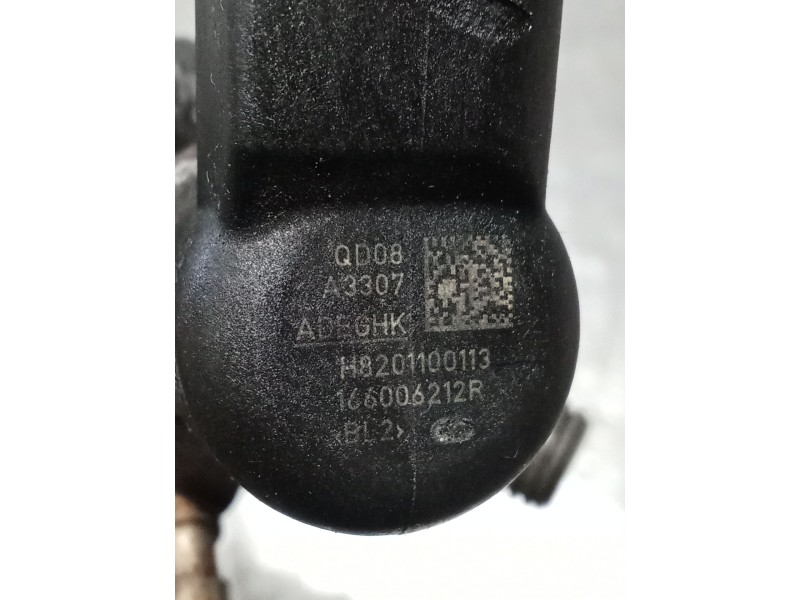 QD08
A3307
ADEGHK
H8201100113
166006212R
<BL2>